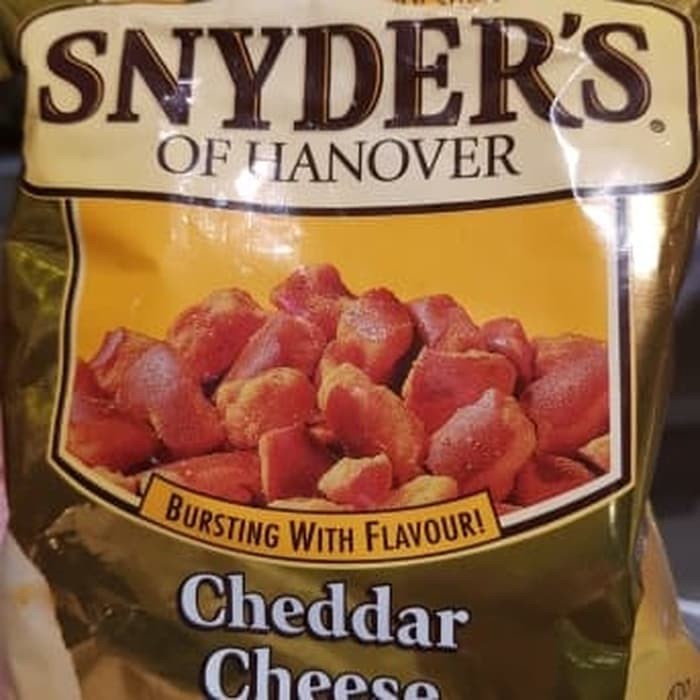 SNYDER'S
OF HANOVER
BURSTING WITH FLAVOUR!
Cheddar
Cheese